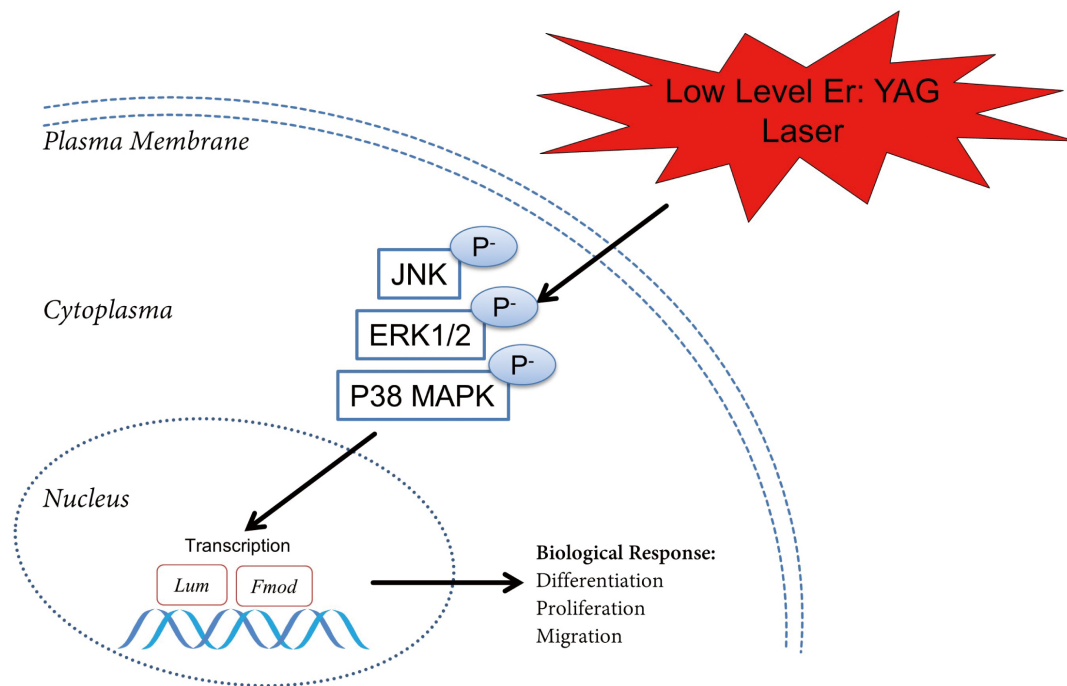 Low Level Er: YAG
Laser
Plasma Membrane
P-
JNK
Cytoplasma
P-
ERK1/2
P-
P38 MAPK
Nucleus
Transcription
Lum
Fmod
Biological Response:
Differentiation
Proliferation
Migration